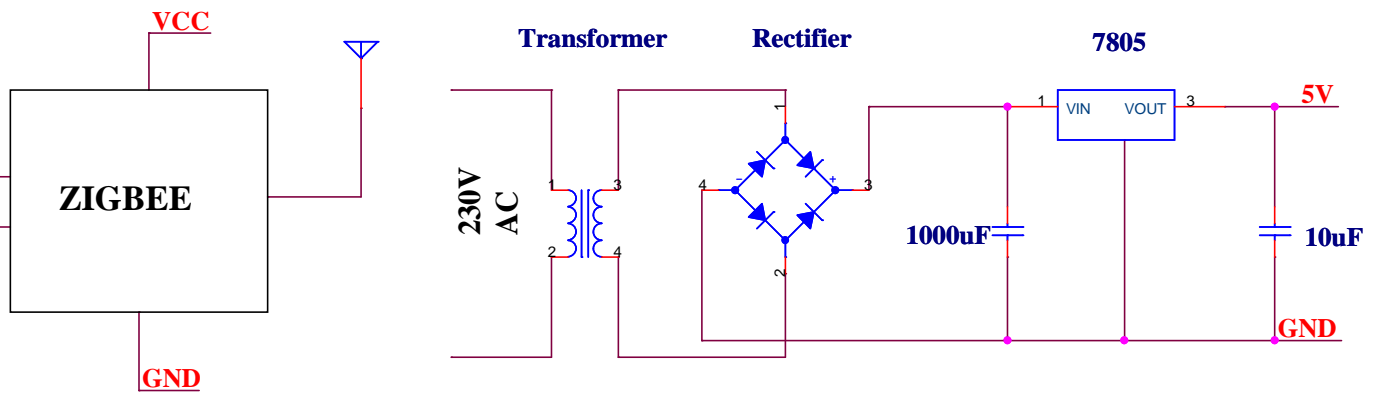 VCC
ZIGBEE
GND
Transformer
Rectifier
7805
230V
AC
1
2
3
4
1
2
4
3
-
+
1000uF
1
VIN
VOUT
3
5V
10uF
GND